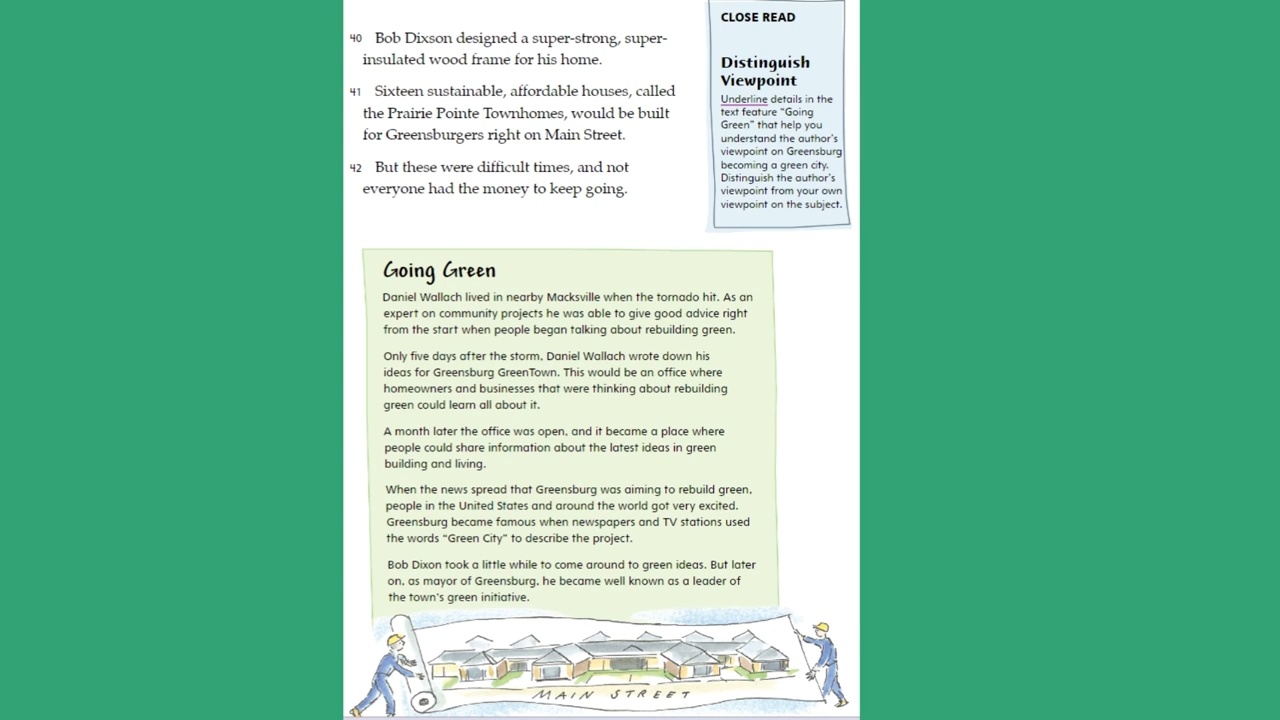 40 Bob Dixson designed a super-strong, super-
insulated wood frame for his home.
41 Sixteen sustainable, affordable houses, called
the Prairie Pointe Townhomes, would be built
for Greensburgers right on Main Street.
42 But these were difficult times, and not
everyone had the money to keep going.
CLOSE READ
Distinguish
Viewpoint
Underline details in the
text feature “Going
Green” that help you
understand the author’s
viewpoint on Greensburg
becoming a green city.
Distinguish the author’s
viewpoint from your own
viewpoint on the subject.
Going Green
Daniel Wallach lived in nearby Macksville when the tornado hit. As an
expert on community projects he was able to give good advice right
from the start when people began talking about rebuilding green.
Only five days after the storm, Daniel Wallach wrote down his
ideas for Greensburg GreenTown. This would be an office where
homeowners and businesses that were thinking about rebuilding
green could learn all about it.
A month later the office was open, and it became a place where
people could share information about the latest ideas in green
building and living.
When the news spread that Greensburg was aiming to rebuild green,
people in the United States and around the world got very excited.
Greensburg became famous when newspapers and TV stations used
the words “Green City” to describe the project.
Bob Dixon took a little while to come around to green ideas. But later
on, as mayor of Greensburg, he became well known as a leader of
the town’s green initiative.
MAIN STREET